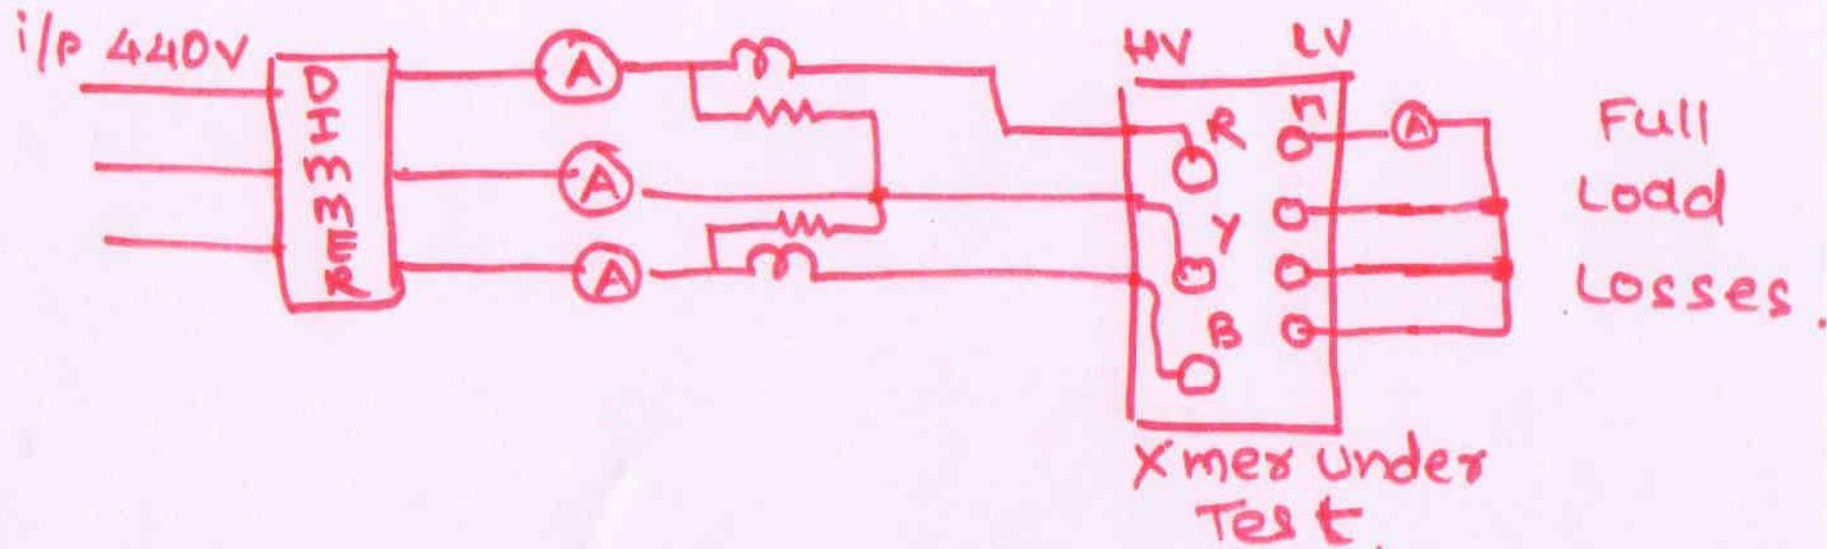 i/p 440V
DIMMER
A
A
A
HV LV
R n
Y
B
A
Full
Load
Losses.
Xmer under
Test.